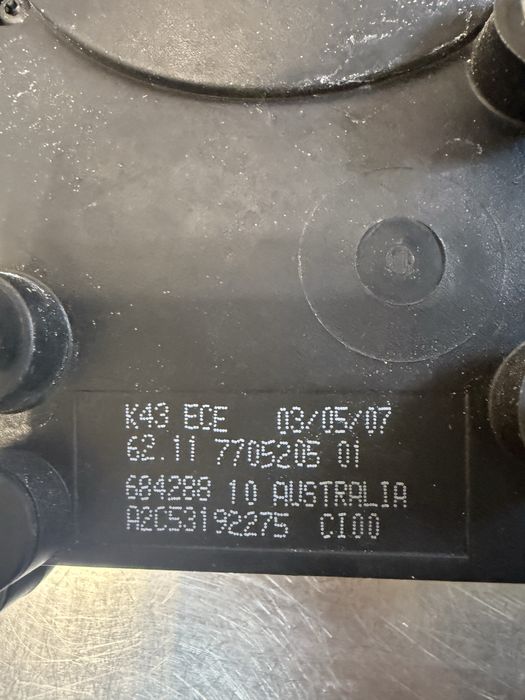 K43 ECE 03/05/07
62.11 7705205 01
684288 10 AUSTRALIA
A2C53192275 CI00